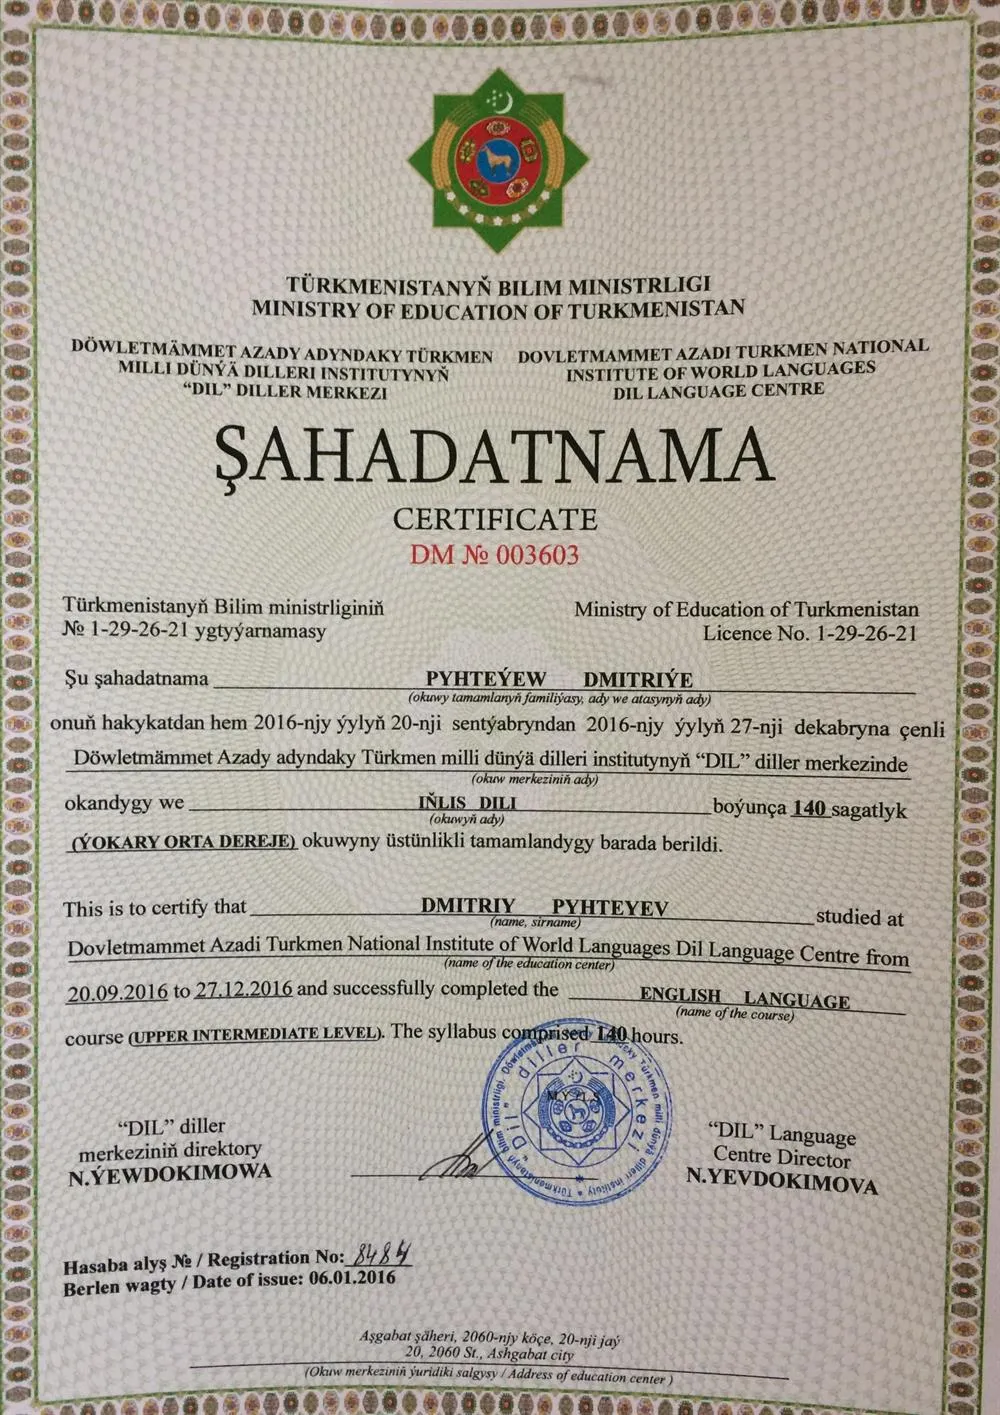 TÜRKMENISTANYŇ BILIM MINISTRLIGI
MINISTRY OF EDUCATION OF TURKMENISTAN
DÖWLETMÄMMET AZADY ADYNDAKY TÜRKMEN
MILLI DÜNÝÄ DILLERI INSTITUTYNYŇ
“DIL” DILLER MERKEZI
DOVLETMAMMET AZADI TURKMEN NATIONAL
INSTITUTE OF WORLD LANGUAGES
DIL LANGUAGE CENTRE
ŞAHADATNAMA
CERTIFICATE
DM № 003603
Türkmenistanyň Bilim ministrliginiň
№ 1-29-26-21 ygtyýarnamasy
Ministry of Education of Turkmenistan
Licence No. 1-29-26-21
Şu şahadatnama PYHTEÝEW DMITRIÝE
(okuwy tamamlanyň familiýasy, ady we atasynyň ady)
onuň hakykatdan hem 2016-njy ýylyň 20-nji sentýabryndan 2016-njy ýylyň 27-nji dekabryna çenli
Döwletmämmet Azady adyndaky Türkmen milli dünýä dilleri institutynyň “DIL” diller merkezinde
(okuw merkeziniň ady)
okandygy we IŇLIS DILI boýunça 140 sagatlyk
(okuwyň ady)
(ÝOKARY ORTA DEREJE) okuwyny üstünlikli tamamlandygy barada berildi.
This is to certify that DMITRIY PYHTEYEV studied at
(name, sirname)
Dovletmammet Azadi Turkmen National Institute of World Languages Dil Language Centre from
(name of the education center)
20.09.2016 to 27.12.2016 and successfully completed the ENGLISH LANGUAGE
(name of the course)
course (UPPER INTERMEDIATE LEVEL). The syllabus comprised 140 hours.
“DIL” diller
merkeziniň direktory
N.ÝEWDOKIMOWA
"Dil" diller merkezi
“DIL” Language
Centre Director
N.YEVDOKIMOVA
Hasaba alyş № / Registration No: 8484
Berlen wagty / Date of issue: 06.01.2016
Aşgabat şäheri, 2060-njy köçe, 20-nji jaý
20, 2060 St., Ashgabat city
(Okuw merkeziniň ýuridiki salgysy / Address of education center )